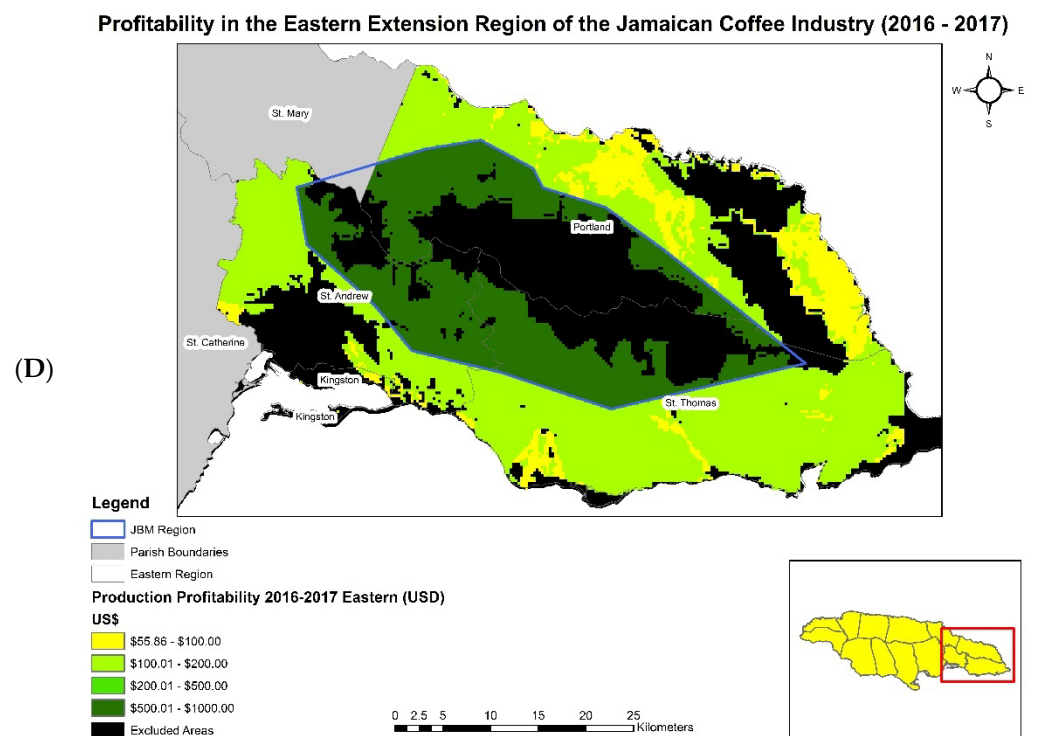 Profitability in the Eastern Extension Region of the Jamaican Coffee Industry (2016 - 2017)
N
W E
S
St. Mary
Portland
St. Andrew
St. Catherine
(D)
Kingston
Kingston
St. Thomas
Legend
JBM Region
Parish Boundaries
Eastern Region
Production Profitability 2016-2017 Eastern (USD)
US$
$55.86 - $100.00
$100.01 - $200.00
$200.01 - $500.00
$500.01 - $1000.00
Excluded Areas
0 2.5 5 10 15 20 25
Kilometers